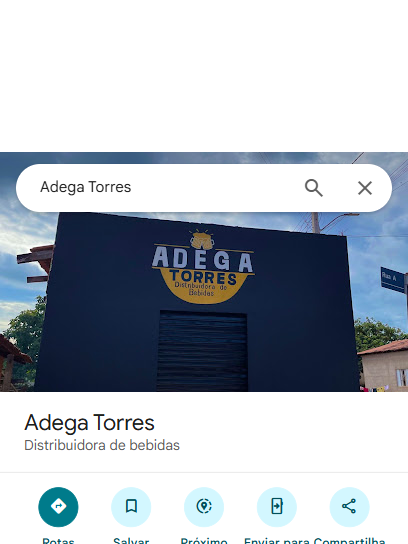 Adega Torres
ADEGA
TORRES
Distribuidora de
Bebidas
Rua A
Adega Torres
Distribuidora de bebidas
Rotas Salvar Próximo Enviar para Compartilha